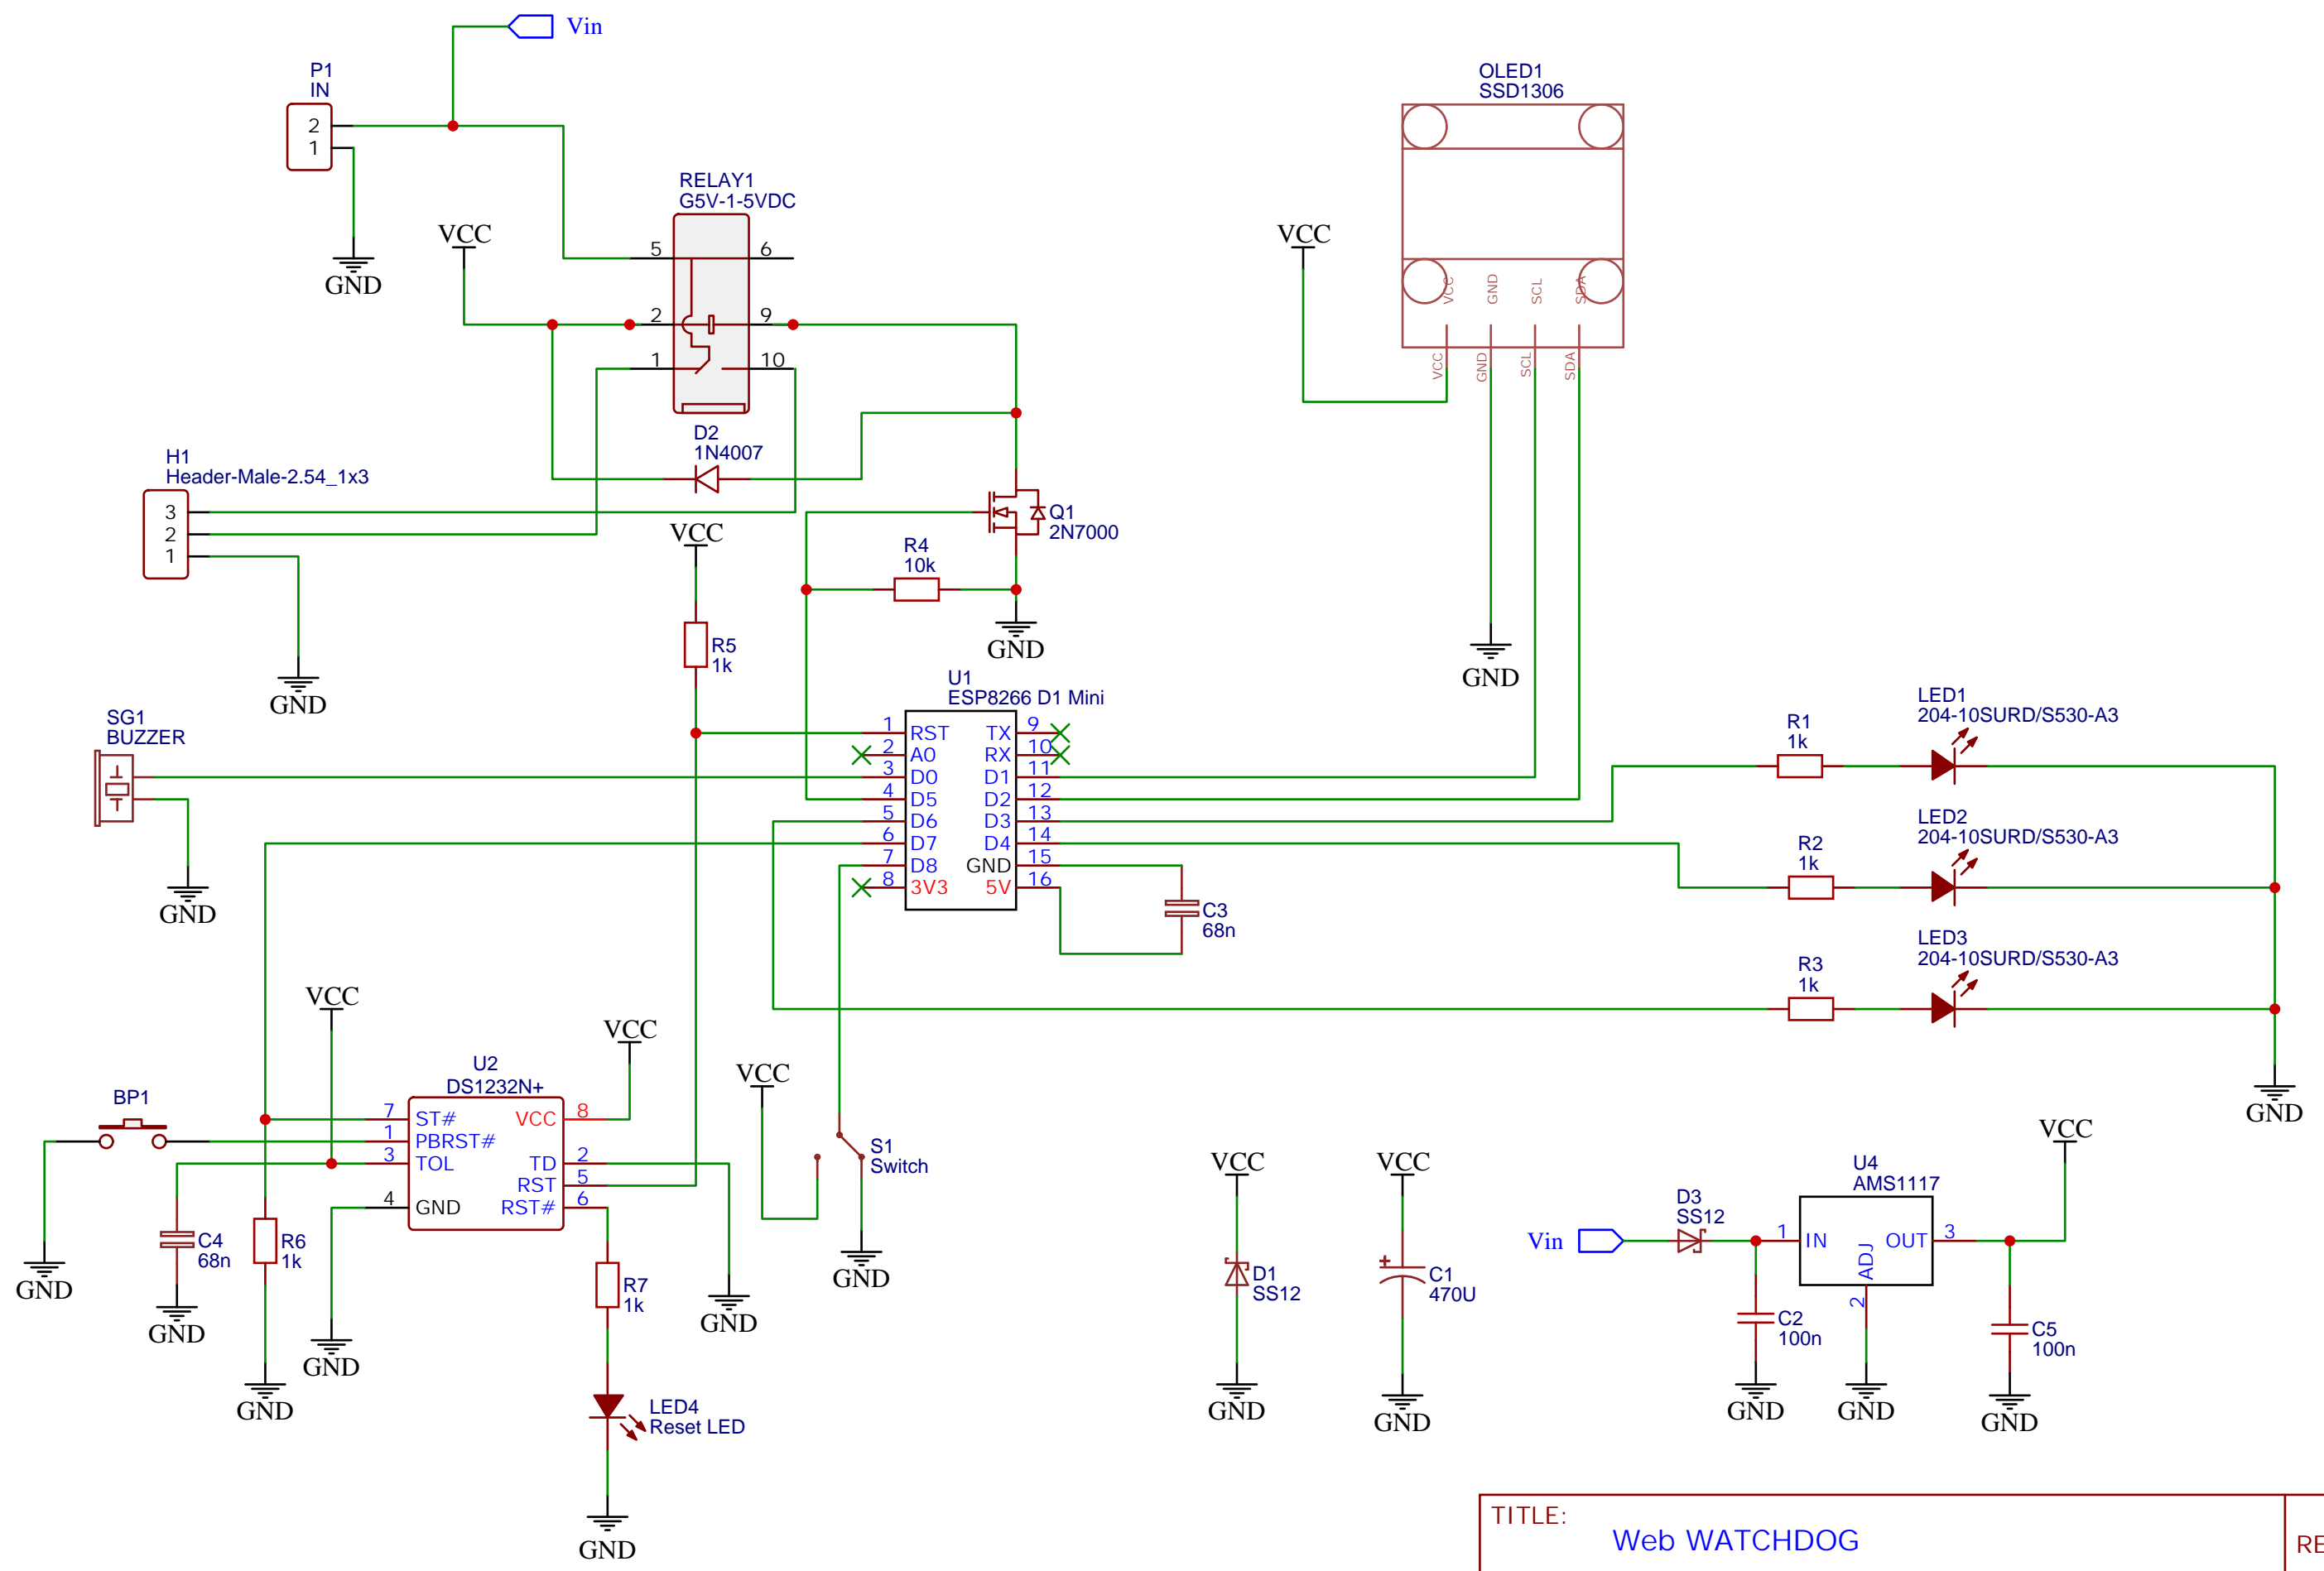 Vin
P1
IN
2
1
GND
RELAY1
G5V-1-5VDC
5
6
2
9
1
10
VCC
D2
1N4007
H1
Header-Male-2.54_1x3
3
2
1
GND
VCC
R5
1k
Q1
2N7000
R4
10k
GND
OLED1
SSD1306
VCC
VCC
GND
SCL
SDA
VCC
GND
SCL
SDA
GND
SG1
BUZZER
GND
U1
ESP8266 D1 Mini
1 RST
2 A0
3 D0
4 D5
5 D6
6 D7
7 D8
8 3V3
TX 9
RX 10
D1 11
D2 12
D3 13
D4 14
GND 15
5V 16
C3
68n
R1
1k
LED1
204-10SURD/S530-A3
R2
1k
LED2
204-10SURD/S530-A3
R3
1k
LED3
204-10SURD/S530-A3
GND
VCC
VCC
U2
DS1232N+
7 ST#
1 PBRST#
3 TOL
4 GND
VCC 8
TD 2
RST 5
RST# 6
BP1
GND
C4
68n
GND
R6
1k
GND
GND
R7
1k
LED4
Reset LED
GND
GND
VCC
S1
Switch
GND
VCC
D1
SS12
GND
VCC
C1
470U
GND
Vin
D3
SS12
U4
AMS1117
1 IN
ADJ
2
OUT 3
VCC
C2
100n
GND
GND
C5
100n
GND
TITLE:
Web WATCHDOG
RE